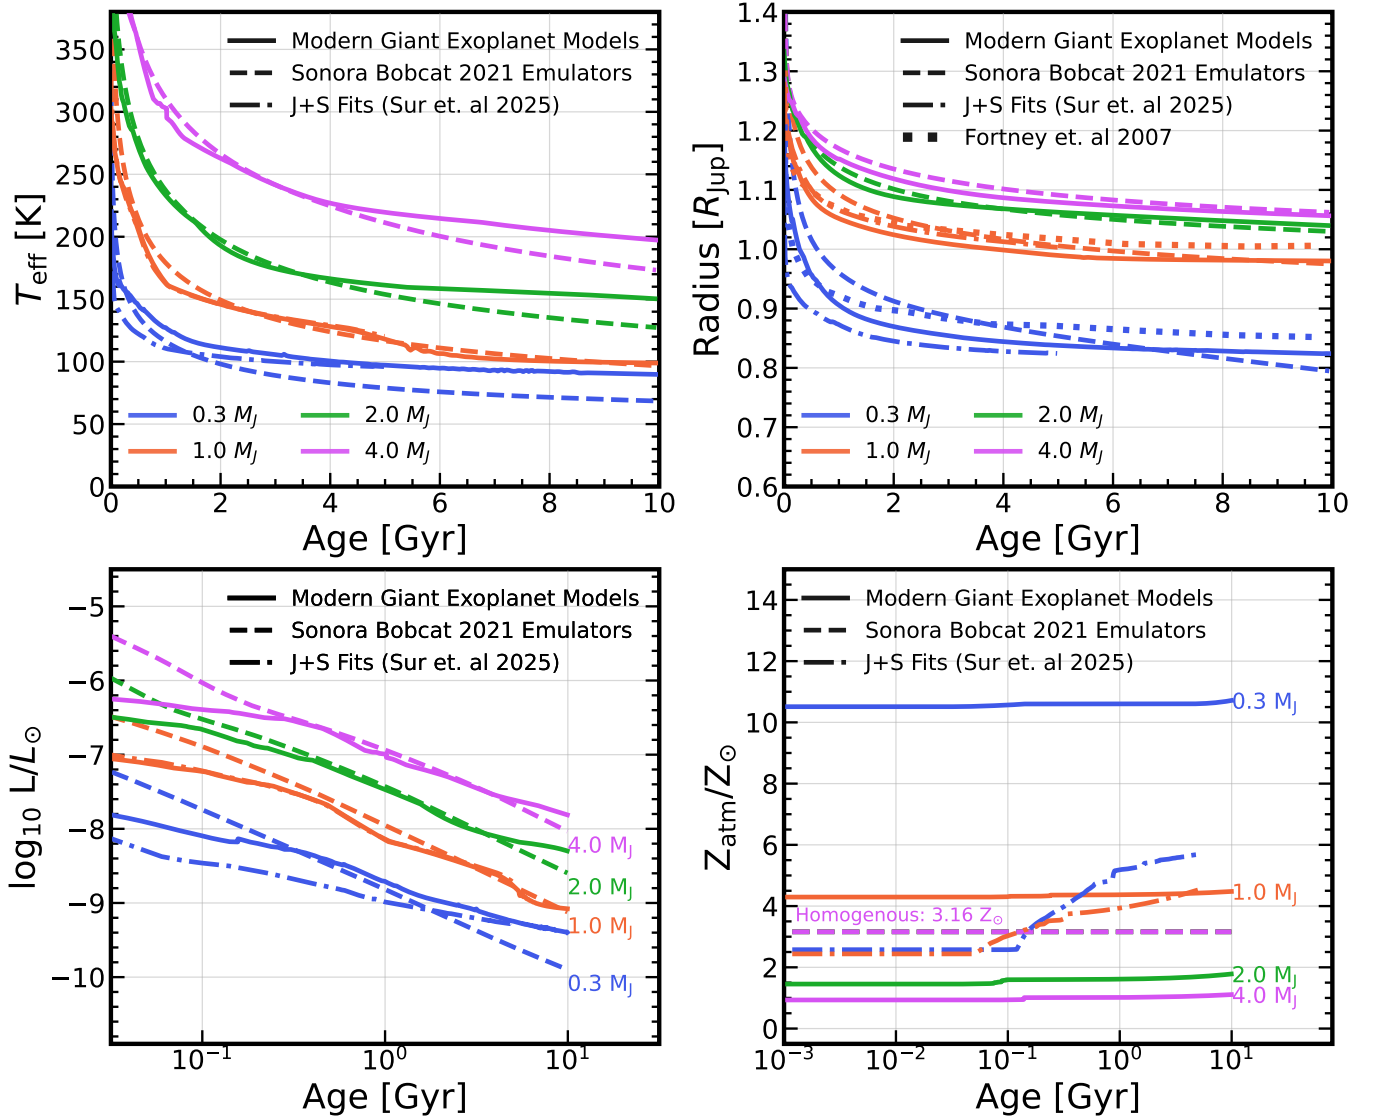 350
300
250
200
150
100
50
0
T_eff [K]
Modern Giant Exoplanet Models
Sonora Bobcat 2021 Emulators
J+S Fits (Sur et. al 2025)
0.3 M_J
2.0 M_J
1.0 M_J
4.0 M_J
0 2 4 6 8 10
Age [Gyr]
1.4
1.3
1.2
1.1
1.0
0.9
0.8
0.7
0.6
Radius [R_Jup]
Modern Giant Exoplanet Models
Sonora Bobcat 2021 Emulators
J+S Fits (Sur et. al 2025)
Fortney et. al 2007
0.3 M_J
2.0 M_J
1.0 M_J
4.0 M_J
0 2 4 6 8 10
Age [Gyr]
−5
−6
−7
−8
−9
−10
log₁₀ L/L⊙
Modern Giant Exoplanet Models
Sonora Bobcat 2021 Emulators
J+S Fits (Sur et. al 2025)
4.0 M_J
2.0 M_J
1.0 M_J
0.3 M_J
10⁻¹ 10⁰ 10¹
Age [Gyr]
14
12
10
8
6
4
2
0
Z_atm/Z⊙
Modern Giant Exoplanet Models
Sonora Bobcat 2021 Emulators
J+S Fits (Sur et. al 2025)
0.3 M_J
1.0 M_J
Homogenous: 3.16 Z⊙
2.0 M_J
4.0 M_J
10⁻³ 10⁻² 10⁻¹ 10⁰ 10¹
Age [Gyr]